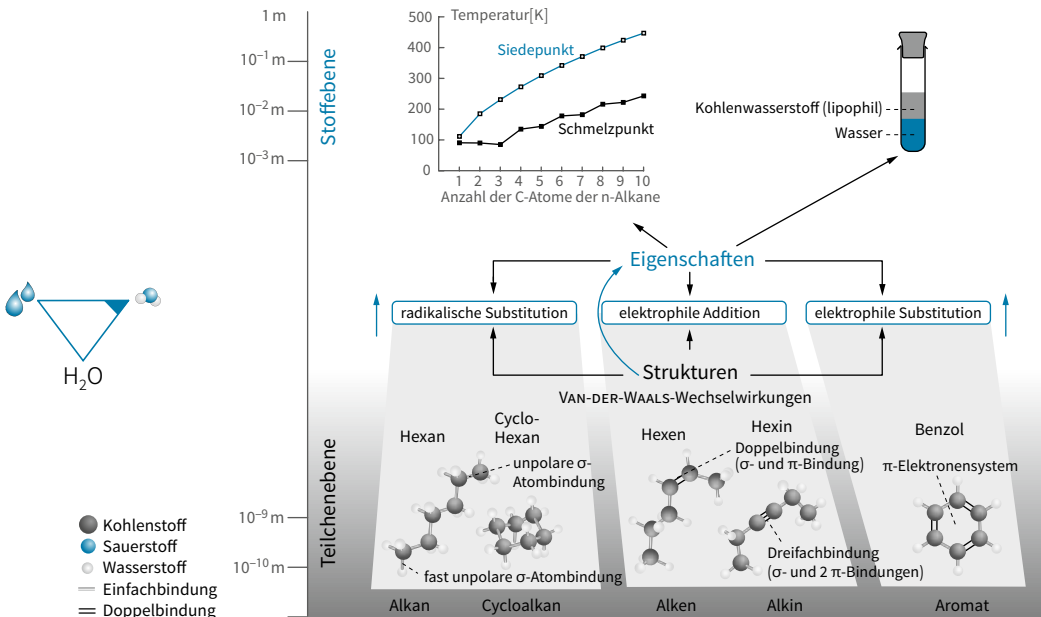 1 m
10⁻¹ m
10⁻² m
10⁻³ m
Stoffebene
Temperatur[K]
500
400
300
200
100
0
Siedepunkt
Schmelzpunkt
1 2 3 4 5 6 7 8 9 10
Anzahl der C-Atome der n-Alkane
Kohlenwasserstoff (lipophil)
Wasser
Eigenschaften
radikalische Substitution
elektrophile Addition
elektrophile Substitution
Strukturen
VAN-DER-WAALS-Wechselwirkungen
H₂O
Teilchenebene
10⁻⁹ m
10⁻¹⁰ m
Hexan
Cyclo-
Hexan
unpolare σ-
Atombindung
fast unpolare σ-Atombindung
Hexen
Hexin
Doppelbindung
(σ- und π-Bindung)
Dreifachbindung
(σ- und 2 π-Bindungen)
Benzol
π-Elektronensystem
Alkan
Cycloalkan
Alken
Alkin
Aromat
Kohlenstoff
Sauerstoff
Wasserstoff
Einfachbindung
Doppelbindung